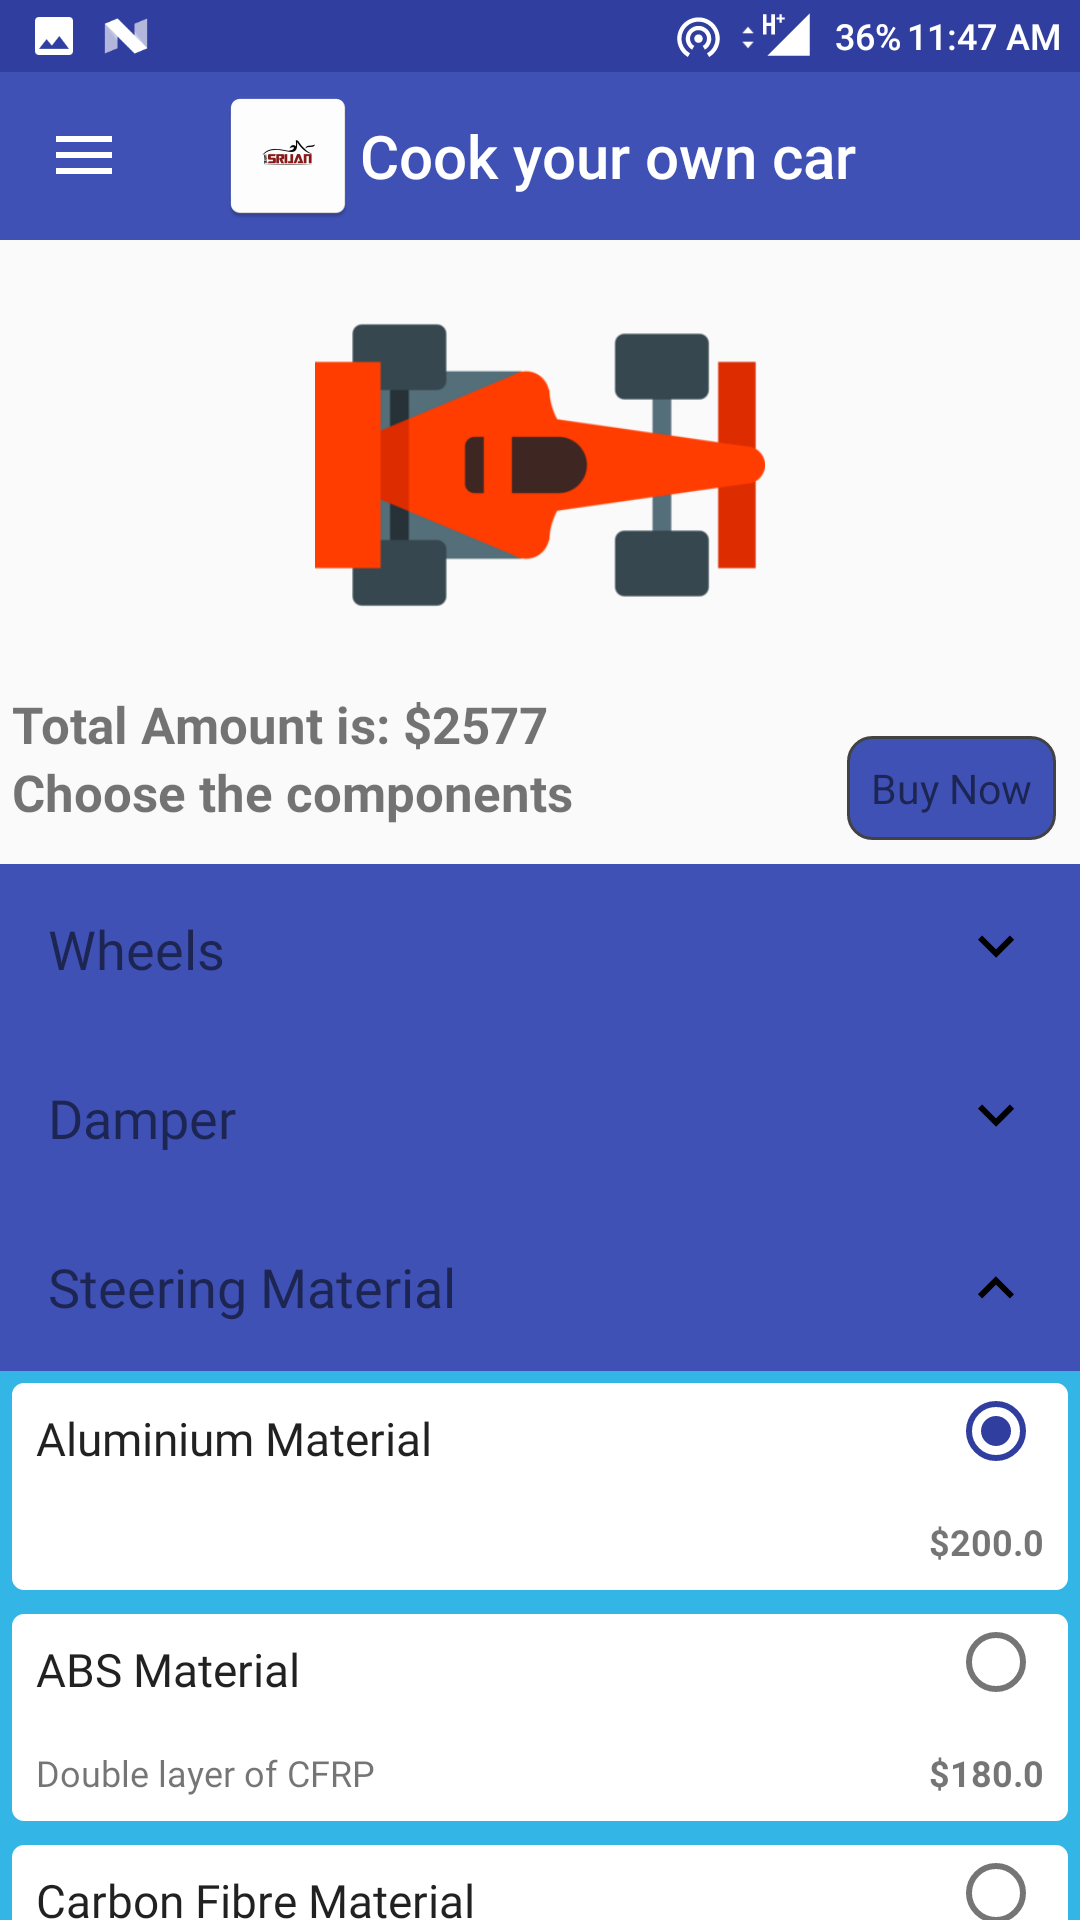 H+ 36% 11:47 AM
SRIJAN Cook your own car
Total Amount is: $2577
Choose the components
Buy Now
Wheels
Damper
Steering Material
Aluminium Material
$200.0
ABS Material
Double layer of CFRP $180.0
Carbon Fibre Material